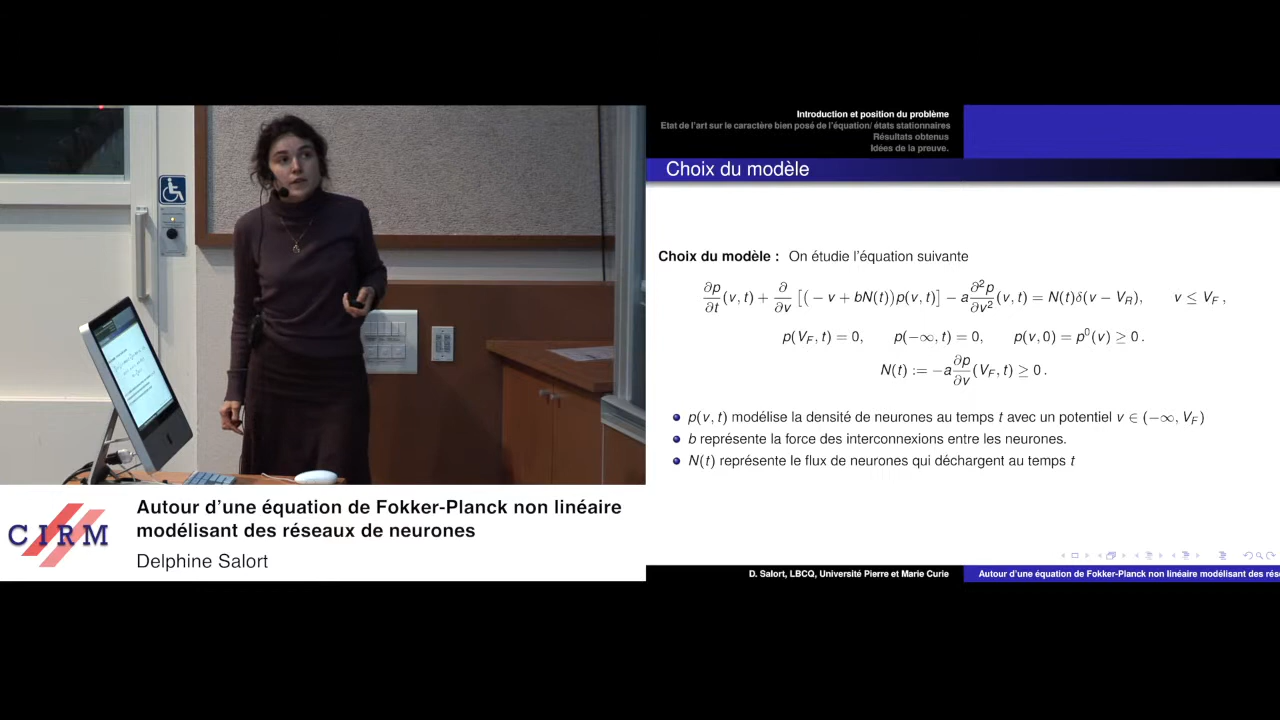 Introduction et position du problème
Etat de l'art sur le caractère bien posé de l'équation/ états stationnaires
Résultats obtenus
Idées de la preuve.
Choix du modèle
Choix du modèle : On étudie l'équation suivante
∂p/∂t (v, t) + ∂/∂v [(−v + bN(t))p(v, t)] − a ∂²p/∂v² (v, t) = N(t)δ(v − V_R), v ≤ V_F ,
p(V_F, t) = 0, p(−∞, t) = 0, p(v, 0) = p⁰(v) ≥ 0 .
N(t) := −a ∂p/∂v (V_F, t) ≥ 0 .
p(v, t) modélise la densité de neurones au temps t avec un potentiel v ∈ (−∞, V_F)
b représente la force des interconnexions entre les neurones.
N(t) représente le flux de neurones qui déchargent au temps t
D. Salort, LBCQ, Université Pierre et Marie Curie
Autour d'une équation de Fokker-Planck non linéaire modélisant des rés
CIRM
Autour d'une équation de Fokker-Planck non linéaire
modélisant des réseaux de neurones
Delphine Salort